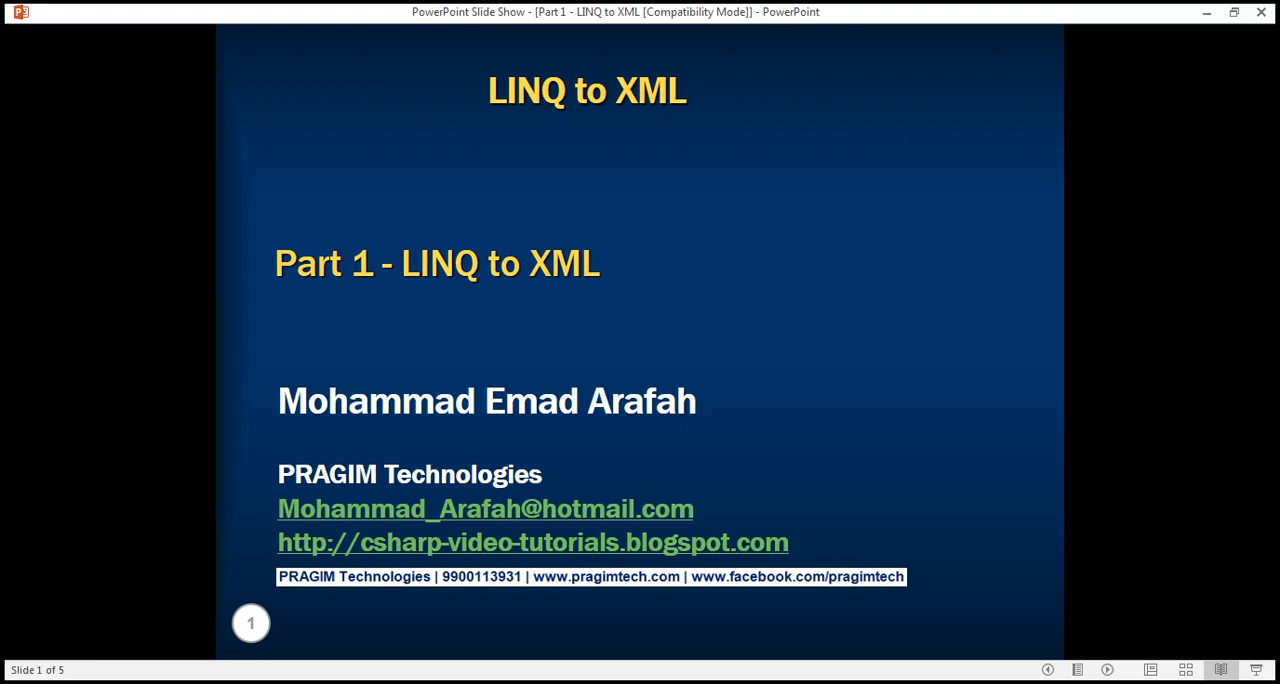 PowerPoint Slide Show - [Part 1 - LINQ to XML [Compatibility Mode]] - PowerPoint
LINQ to XML
Part 1 - LINQ to XML
Mohammad Emad Arafah
PRAGIM Technologies
Mohammad_Arafah@hotmail.com
http://csharp-video-tutorials.blogspot.com
PRAGIM Technologies | 9900113931 | www.pragimtech.com | www.facebook.com/pragimtech
1
Slide 1 of 5